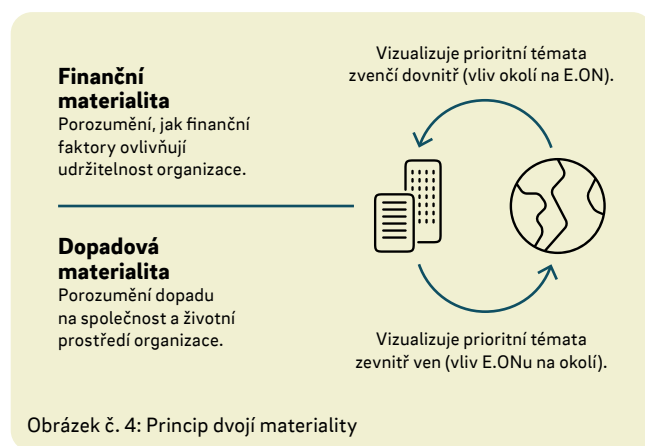 Finanční
materialita
Porozumění, jak finanční
faktory ovlivňují
udržitelnost organizace.
Vizualizuje prioritní témata
zvenčí dovnitř (vliv okolí na E.ON).
Dopadová
materialita
Porozumění dopadu
na společnost a životní
prostředí organizace.
Vizualizuje prioritní témata
zevnitř ven (vliv E.ONu na okolí).
Obrázek č. 4: Princip dvojí materiality